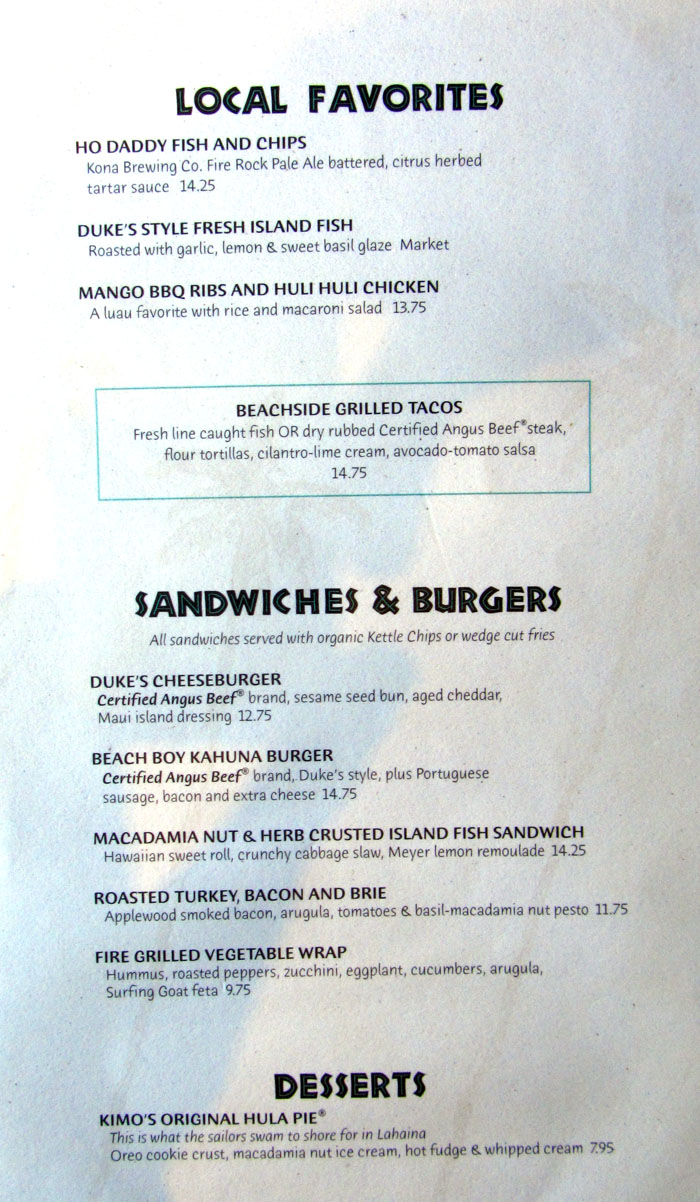 LOCAL FAVORITES
HO DADDY FISH AND CHIPS
Kona Brewing Co. Fire Rock Pale Ale battered, citrus herbed
tartar sauce 14.25
DUKE'S STYLE FRESH ISLAND FISH
Roasted with garlic, lemon & sweet basil glaze Market
MANGO BBQ RIBS AND HULI HULI CHICKEN
A luau favorite with rice and macaroni salad 13.75
BEACHSIDE GRILLED TACOS
Fresh line caught fish OR dry rubbed Certified Angus Beef® steak,
flour tortillas, cilantro-lime cream, avocado-tomato salsa
14.75
SANDWICHES & BURGERS
All sandwiches served with organic Kettle Chips or wedge cut fries
DUKE'S CHEESEBURGER
Certified Angus Beef® brand, sesame seed bun, aged cheddar,
Maui island dressing 12.75
BEACH BOY KAHUNA BURGER
Certified Angus Beef® brand, Duke's style, plus Portuguese
sausage, bacon and extra cheese 14.75
MACADAMIA NUT & HERB CRUSTED ISLAND FISH SANDWICH
Hawaiian sweet roll, crunchy cabbage slaw, Meyer lemon remoulade 14.25
ROASTED TURKEY, BACON AND BRIE
Applewood smoked bacon, arugula, tomatoes & basil-macadamia nut pesto 11.75
FIRE GRILLED VEGETABLE WRAP
Hummus, roasted peppers, zucchini, eggplant, cucumbers, arugula,
Surfing Goat feta 9.75
DESSERTS
KIMO'S ORIGINAL HULA PIE®
This is what the sailors swam to shore for in Lahaina
Oreo cookie crust, macadamia nut ice cream, hot fudge & whipped cream 7.95